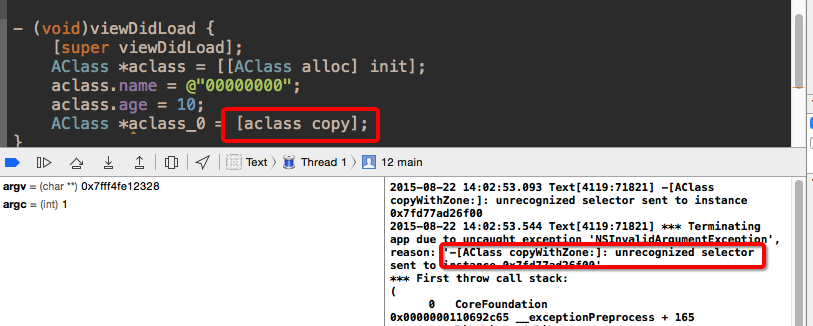 - (void)viewDidLoad {
[super viewDidLoad];
AClass *aclass = [[AClass alloc] init];
aclass.name = @"00000000";
aclass.age = 10;
AClass *aclass_0 = [aclass copy];
}
Text
Thread 1
12 main
argv = (char **) 0x7fff4fe12328
argc = (int) 1
2015-08-22 14:02:53.093 Text[4119:71821] -[AClass
copyWithZone:]: unrecognized selector sent to instance
0x7fd77ad26f00
2015-08-22 14:02:53.544 Text[4119:71821] *** Terminating
app due to uncaught exception 'NSInvalidArgumentException',
reason: '-[AClass copyWithZone:]: unrecognized selector
sent to instance 0x7fd77ad26f00'
*** First throw call stack:
(
0 CoreFoundation
0x0000000110692c65 __exceptionPreprocess + 165